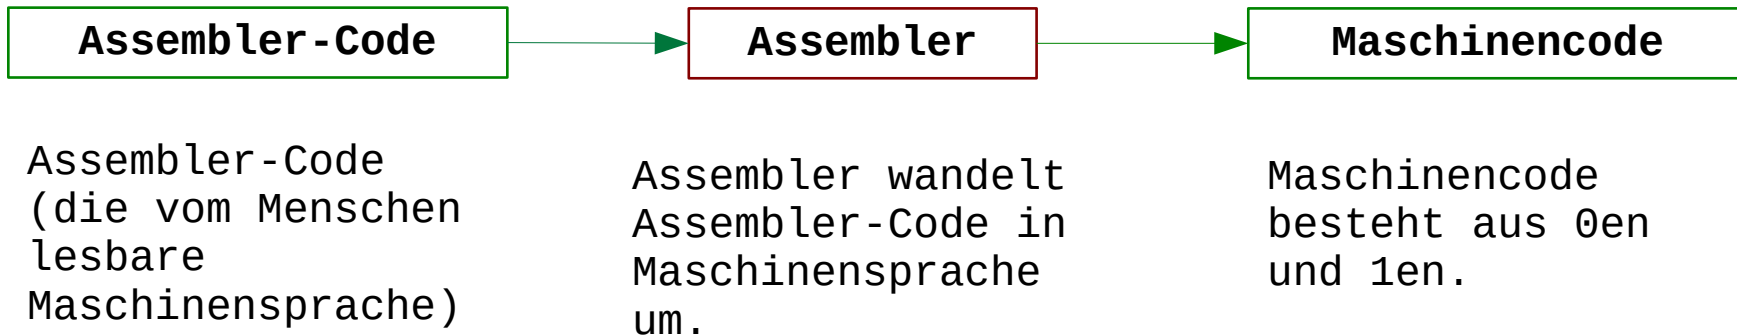 Assembler-Code
Assembler
Maschinencode
Assembler-Code
(die vom Menschen
lesbare
Maschinensprache)
Assembler wandelt
Assembler-Code in
Maschinensprache
um.
Maschinencode
besteht aus 0en
und 1en.